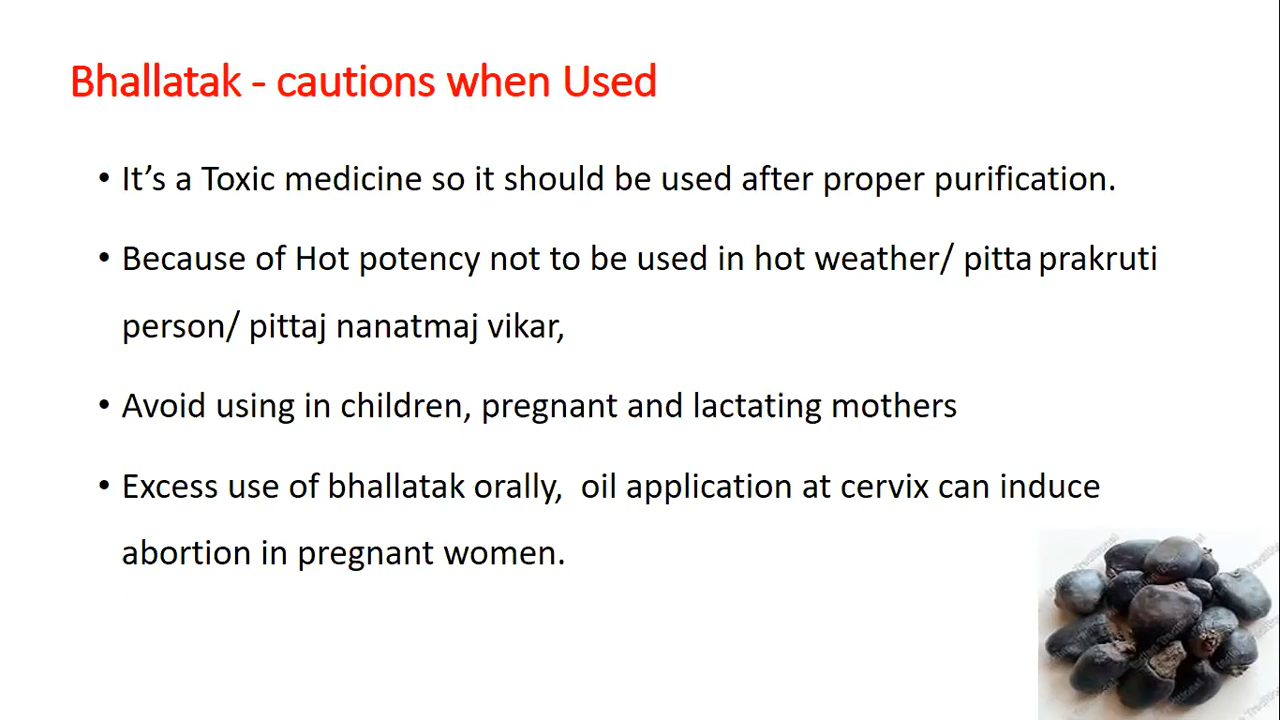 Bhallatak - cautions when Used
• It's a Toxic medicine so it should be used after proper purification.
• Because of Hot potency not to be used in hot weather/ pitta prakruti
person/ pittaj nanatmaj vikar,
• Avoid using in children, pregnant and lactating mothers
• Excess use of bhallatak orally,  oil application at cervix can induce
abortion in pregnant women.